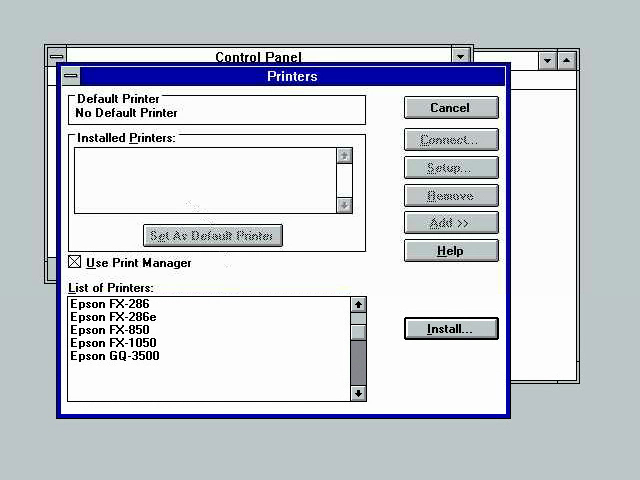 Control Panel
Printers
Default Printer
No Default Printer
Cancel
Installed Printers:
Connect...
Setup...
Remove
Add >>
Set As Default Printer
Help
Use Print Manager
List of Printers:
Epson FX-286
Epson FX-286e
Epson FX-850
Epson FX-1050
Epson GQ-3500
Install...